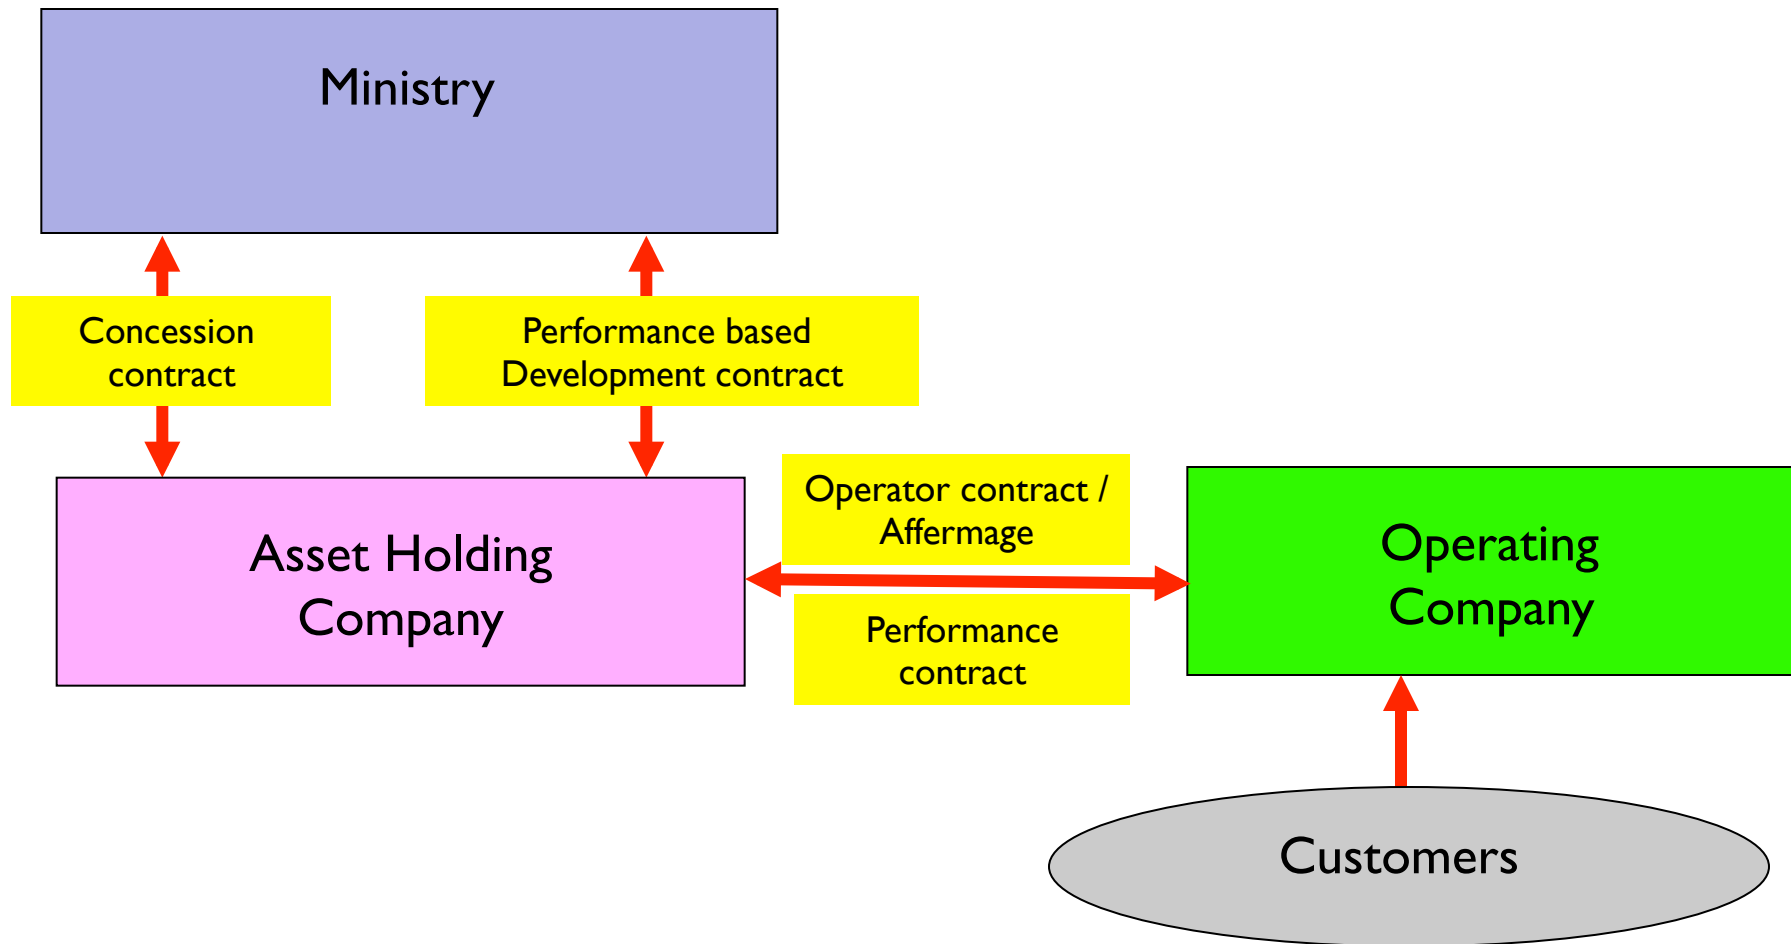 Ministry
Concession
contract
Performance based
Development contract
Asset Holding
Company
Operator contract /
Affermage
Performance
contract
Operating
Company
Customers